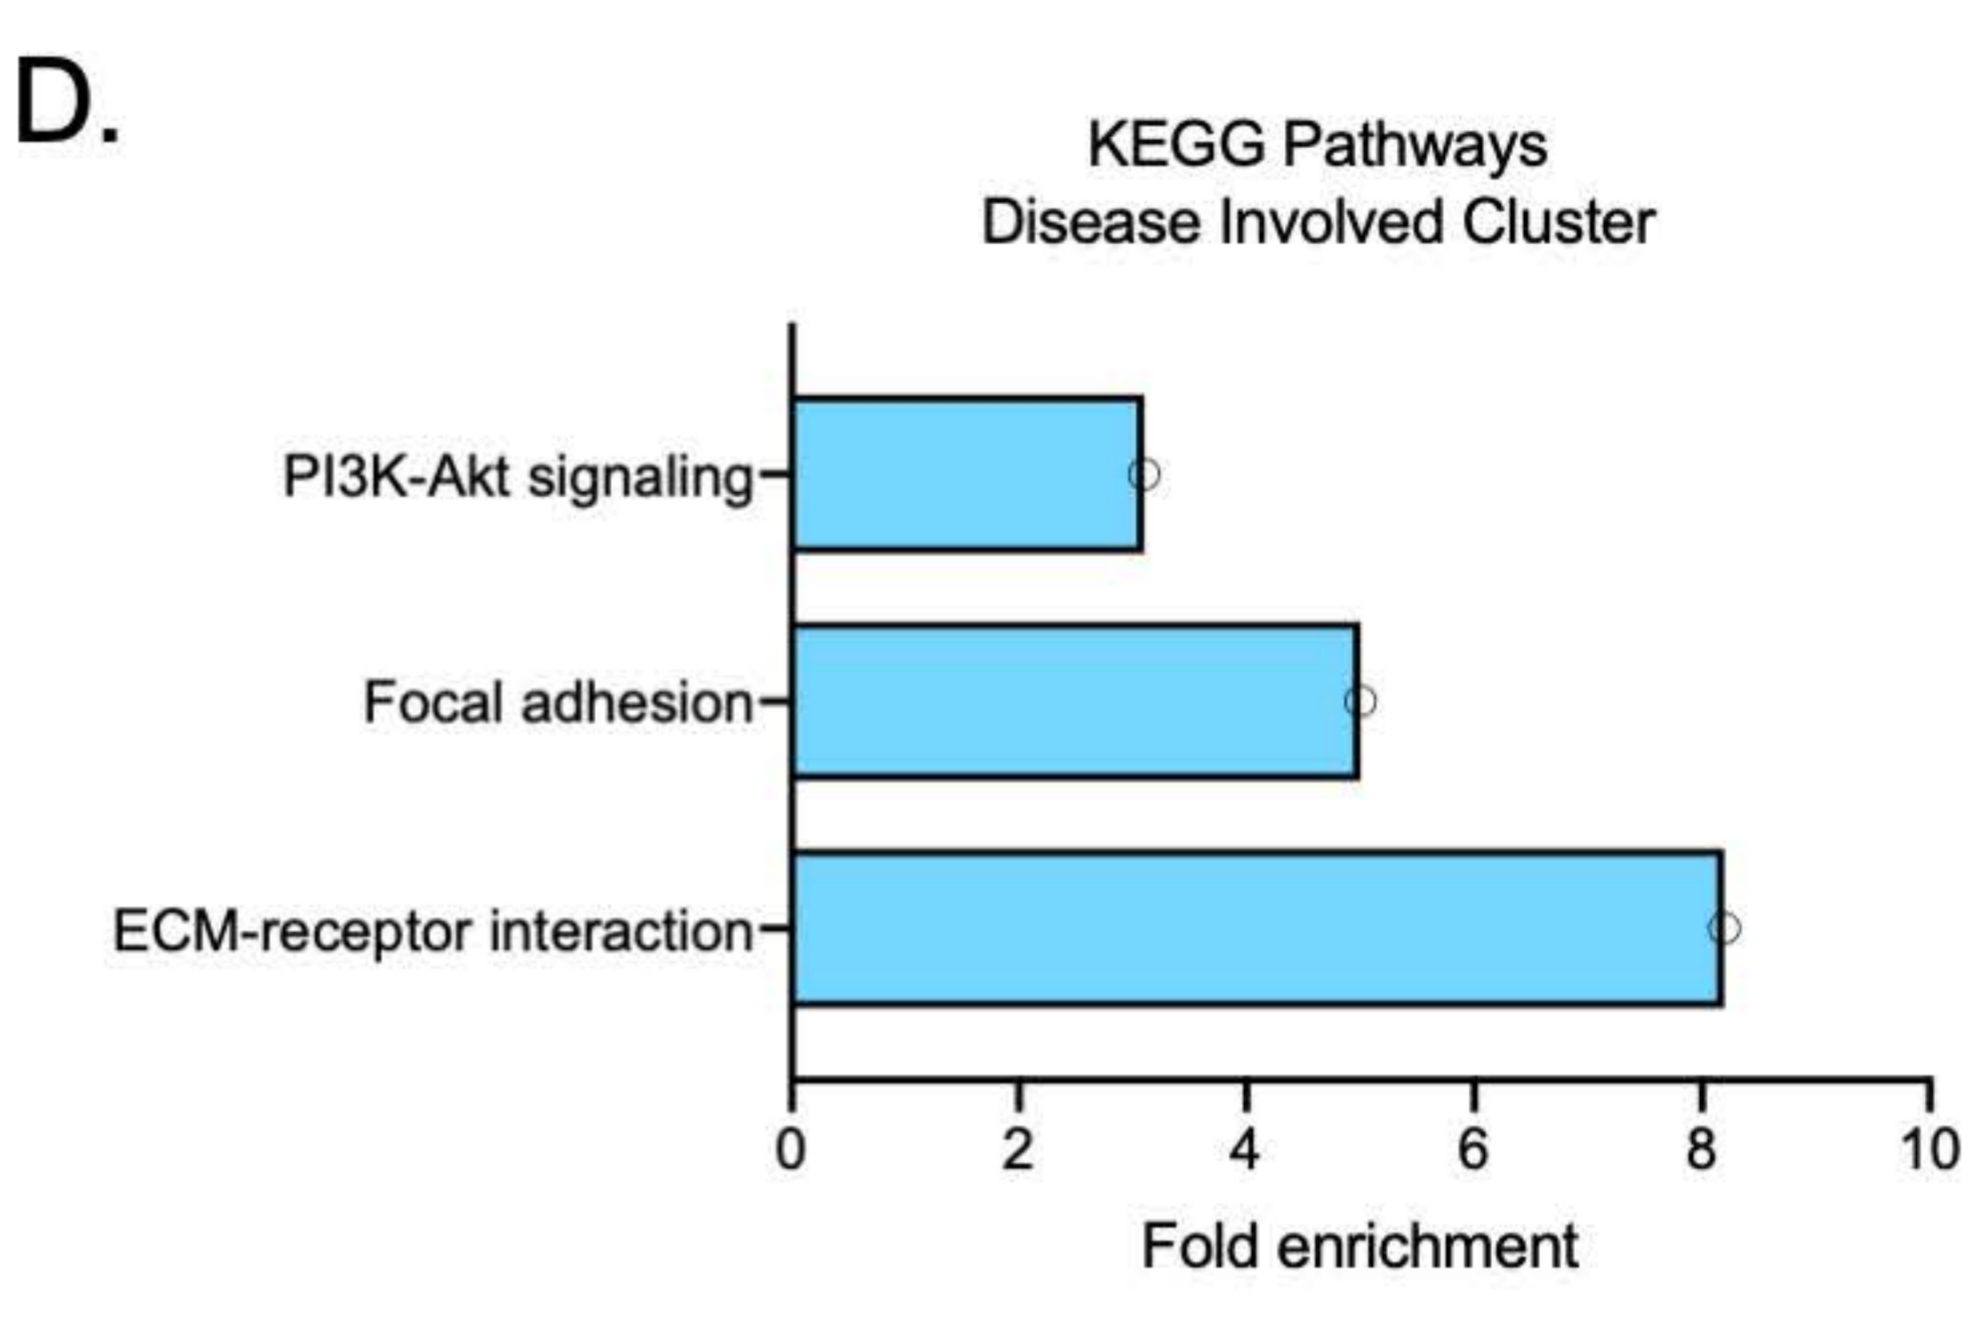 D.
KEGG Pathways
Disease Involved Cluster
PI3K-Akt signaling
Focal adhesion
ECM-receptor interaction
0 2 4 6 8 10
Fold enrichment